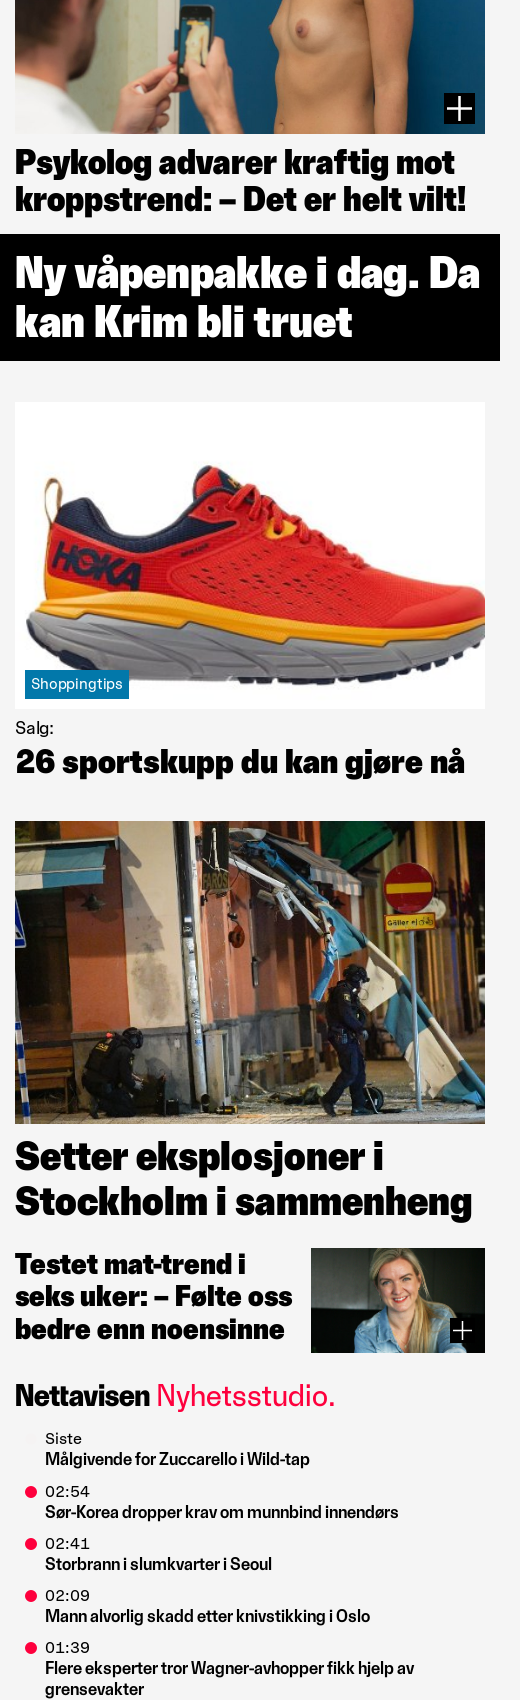 Psykolog advarer kraftig mot
kroppstrend: – Det er helt vilt!
Ny våpenpakke i dag. Da
kan Krim bli truet
HOKA
Shoppingtips
Salg:
26 sportskupp du kan gjøre nå
Gäller ej cykel
Setter eksplosjoner i
Stockholm i sammenheng
Testet mat-trend i
seks uker: – Følte oss
bedre enn noensinne
Nettavisen Nyhetsstudio.
Siste
Målgivende for Zuccarello i Wild-tap
02:54
Sør-Korea dropper krav om munnbind innendørs
02:41
Storbrann i slumkvarter i Seoul
02:09
Mann alvorlig skadd etter knivstikking i Oslo
01:39
Flere eksperter tror Wagner-avhopper fikk hjelp av
grensevakter